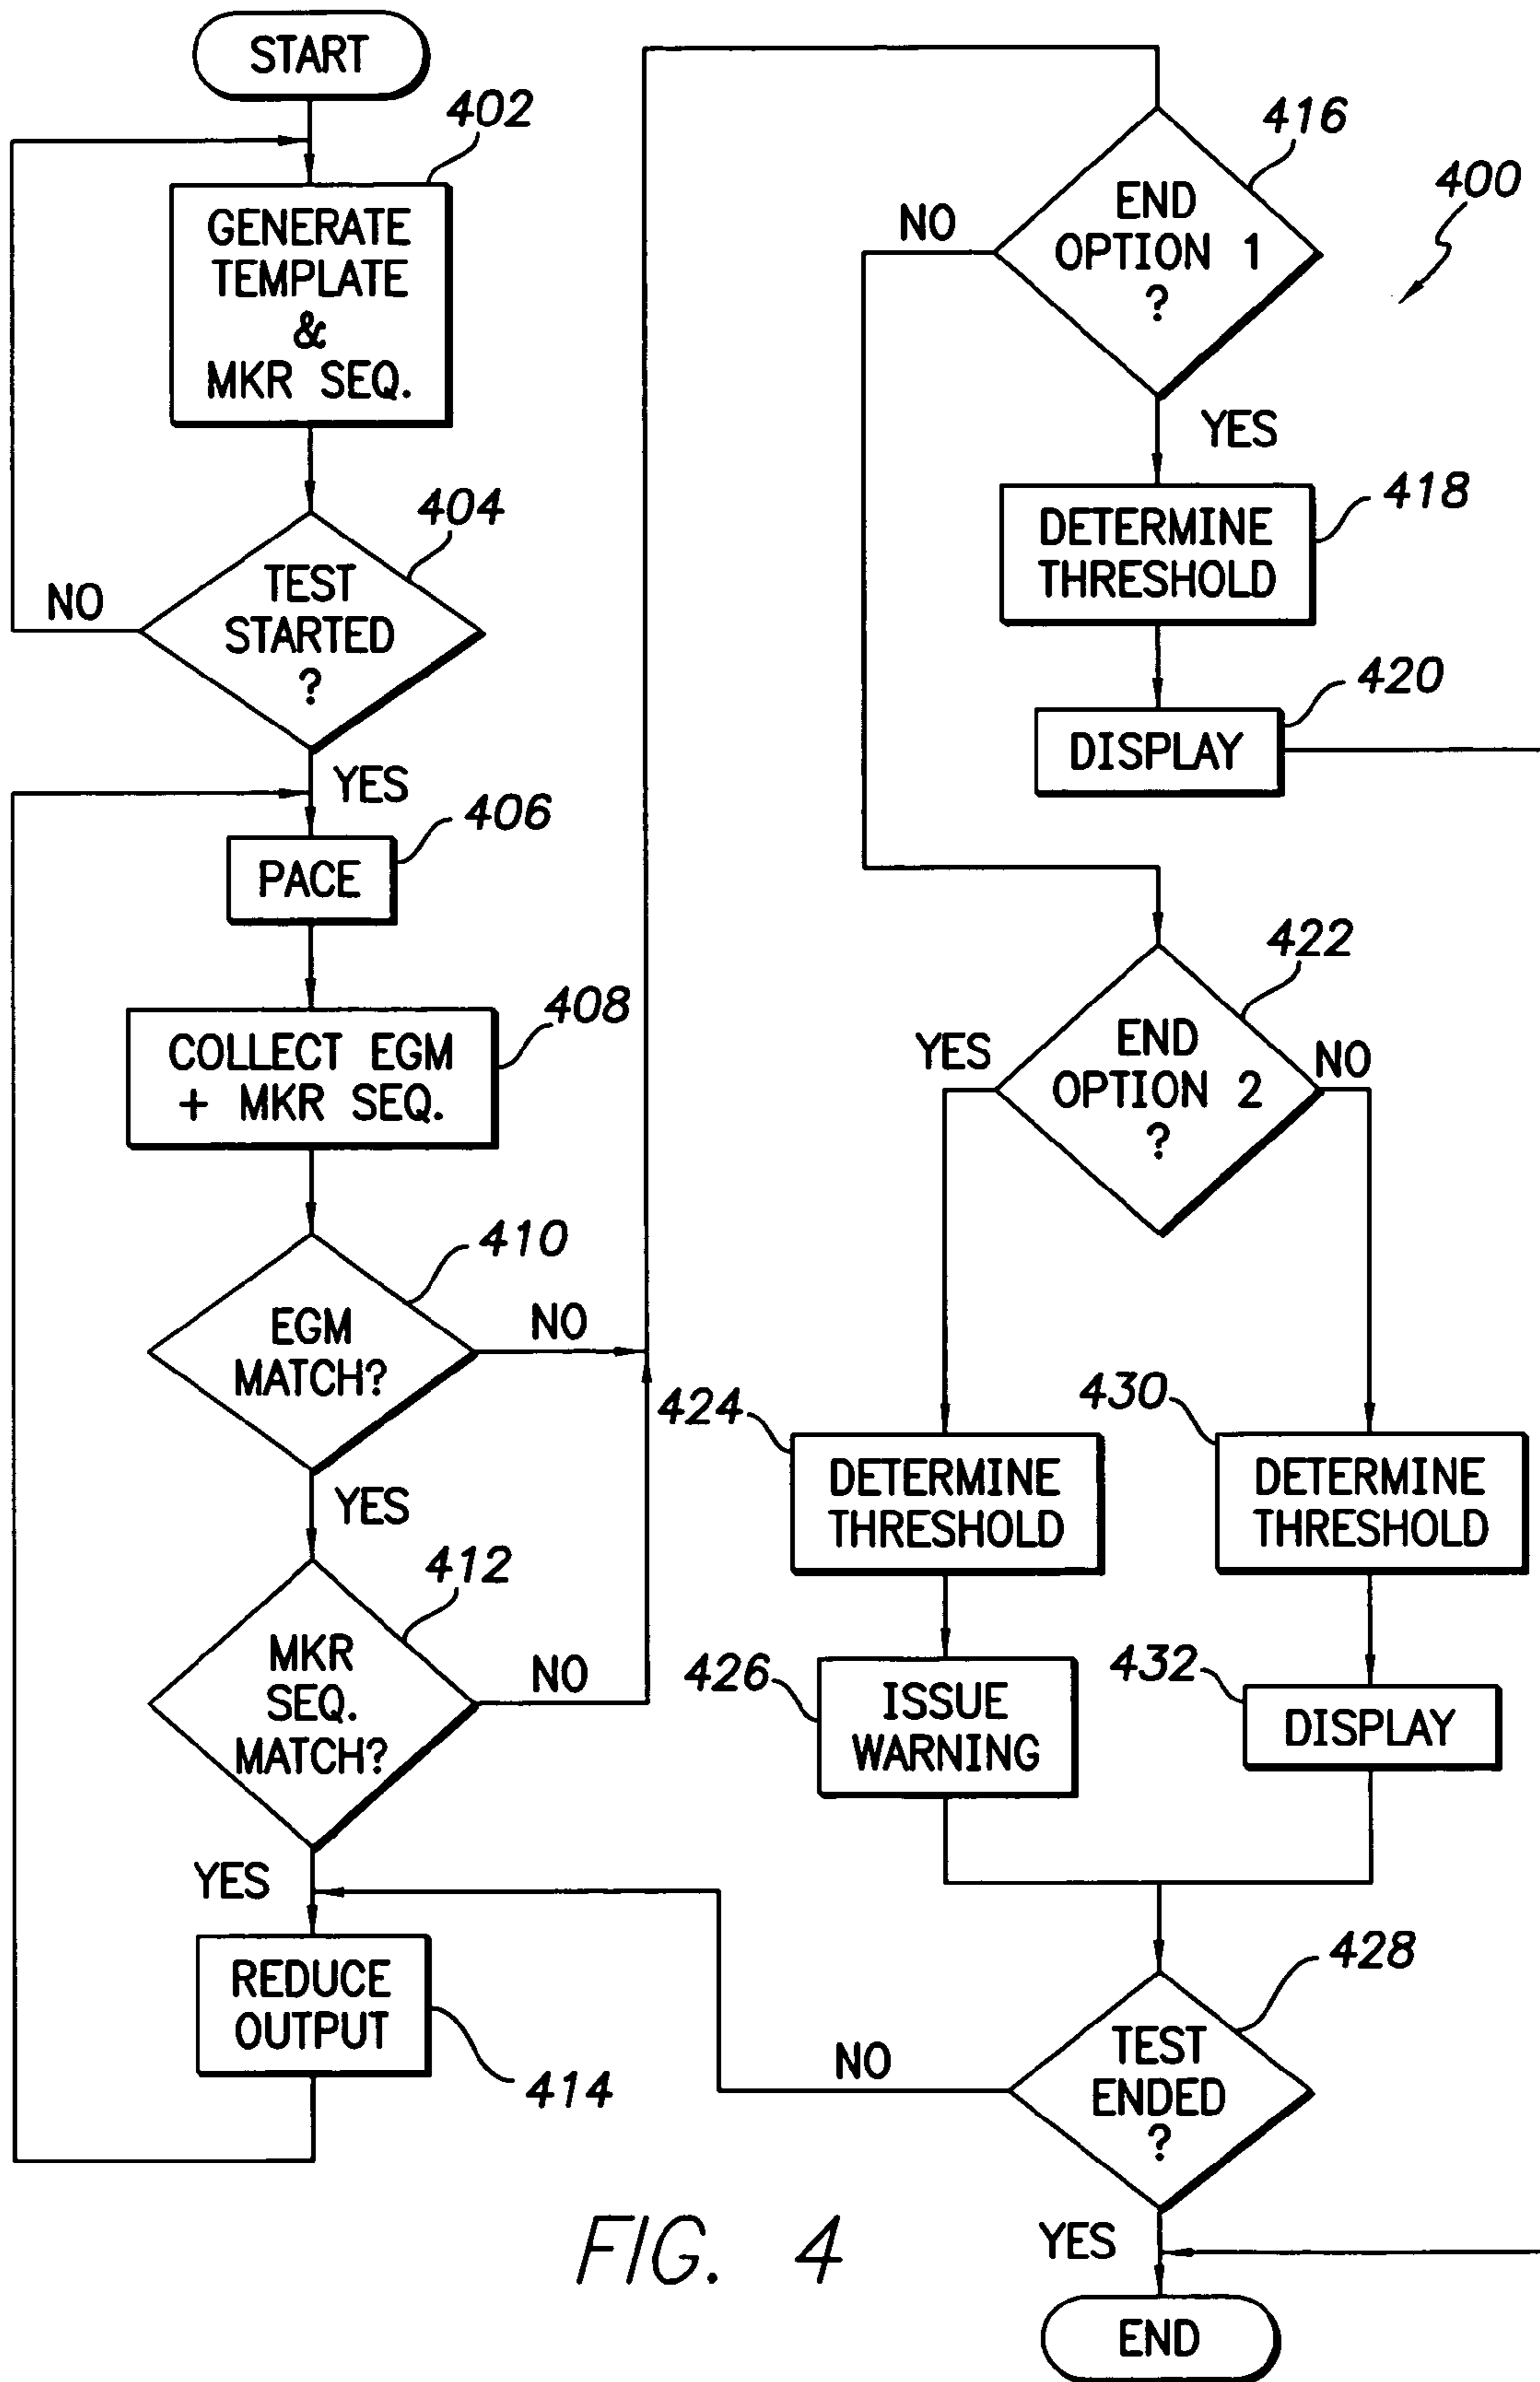 START
402
GENERATE
TEMPLATE
&
MKR SEQ.
404
TEST
STARTED
?
NO
YES
406
PACE
408
COLLECT EGM
+ MKR SEQ.
410
EGM
MATCH?
NO
YES
412
MKR
SEQ.
MATCH?
NO
YES
REDUCE
OUTPUT
414
416
400
END
OPTION 1
?
NO
YES
418
DETERMINE
THRESHOLD
420
DISPLAY
422
END
OPTION 2
?
YES
NO
424
DETERMINE
THRESHOLD
430
DETERMINE
THRESHOLD
426
ISSUE
WARNING
432
DISPLAY
428
TEST
ENDED
?
NO
YES
END
FIG. 4